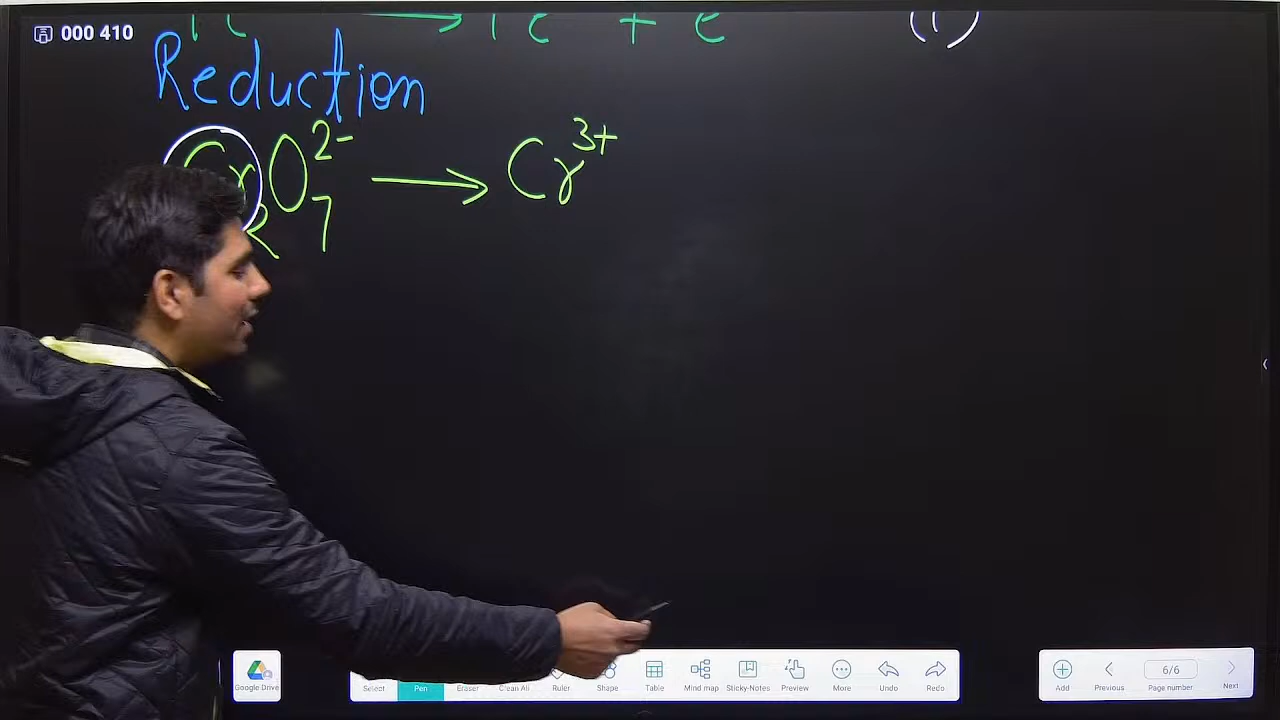 000 410
+ e (1)
Reduction
Cr2O7 2- → Cr 3+
Google Drive
Select Pen Eraser Clean All Ruler Shape Table Mind map Sticky-Notes Preview More Undo Redo
Add Previous 6/6 Page number Next